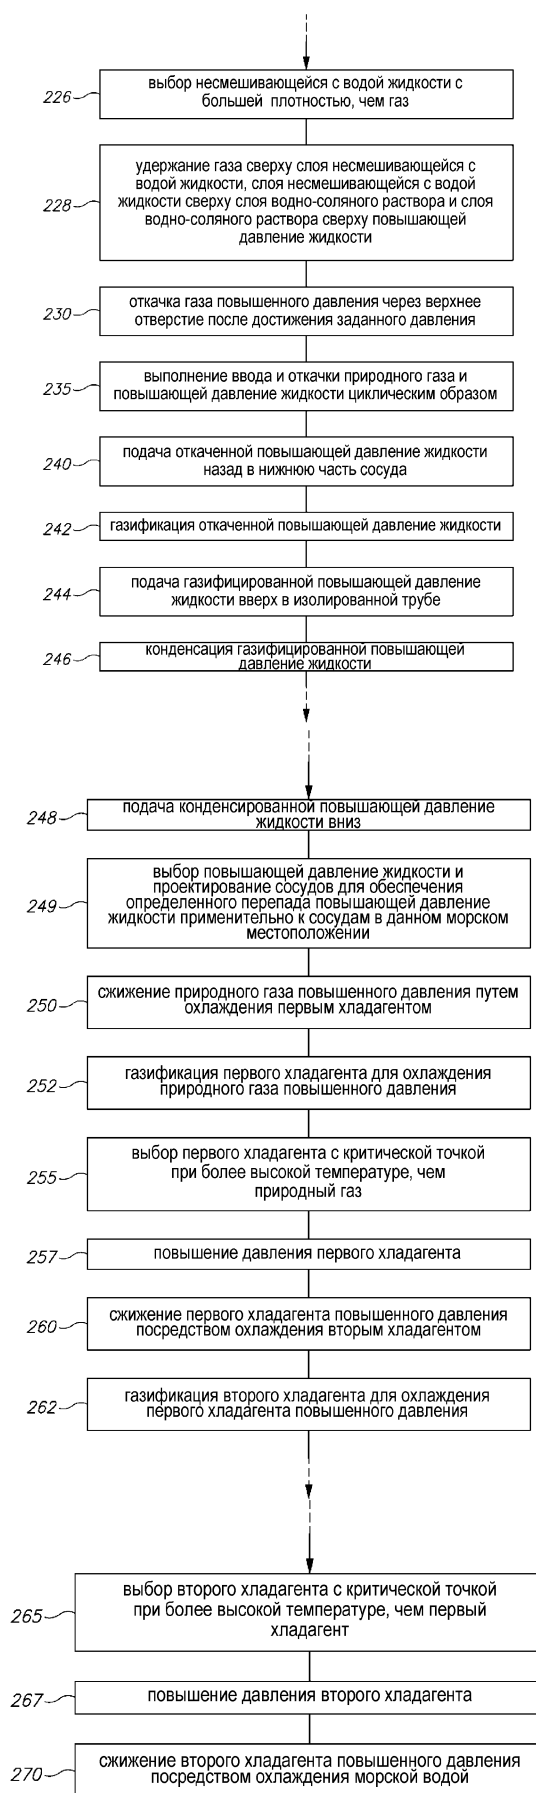 226
выбор несмешивающейся с водой жидкости с
большей плотностью, чем газ
228
удержание газа сверху слоя несмешивающейся с
водой жидкости, слоя несмешивающейся с водой
жидкости сверху слоя водно-соляного раствора и слоя
водно-соляного раствора сверху повышающей
давление жидкости
230
откачка газа повышенного давления через верхнее
отверстие после достижения заданного давления
235
выполнение ввода и откачки природного газа и
повышающей давление жидкости циклическим образом
240
подача откаченной повышающей давление жидкости
назад в нижнюю часть сосуда
242
газификация откаченной повышающей давление жидкости
244
подача газифицированной повышающей давление
жидкости вверх в изолированной трубе
246
конденсация газифицированной повышающей
давление жидкости
248
подача конденсированной повышающей давление
жидкости вниз
249
выбор повышающей давление жидкости и
проектирование сосудов для обеспечения
определенного перепада повышающей давление
жидкости применительно к сосудам в данном морском
местоположении
250
сжижение природного газа повышенного давления путем
охлаждения первым хладагентом
252
газификация первого хладагента для охлаждения
природного газа повышенного давления
255
выбор первого хладагента с критической точкой
при более высокой температуре, чем
природный газ
257
повышение давления первого хладагента
260
сжижение первого хладагента повышенного давления
посредством охлаждения вторым хладагентом
262
газификация второго хладагента для охлаждения
первого хладагента повышенного давления
265
выбор второго хладагента с критической точкой
при более высокой температуре, чем первый
хладагент
267
повышение давления второго хладагента
270
сжижение второго хладагента повышенного давления
посредством охлаждения морской водой